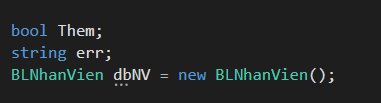 bool Them;
string err;
BLNhanVien dbNV = new BLNhanVien();